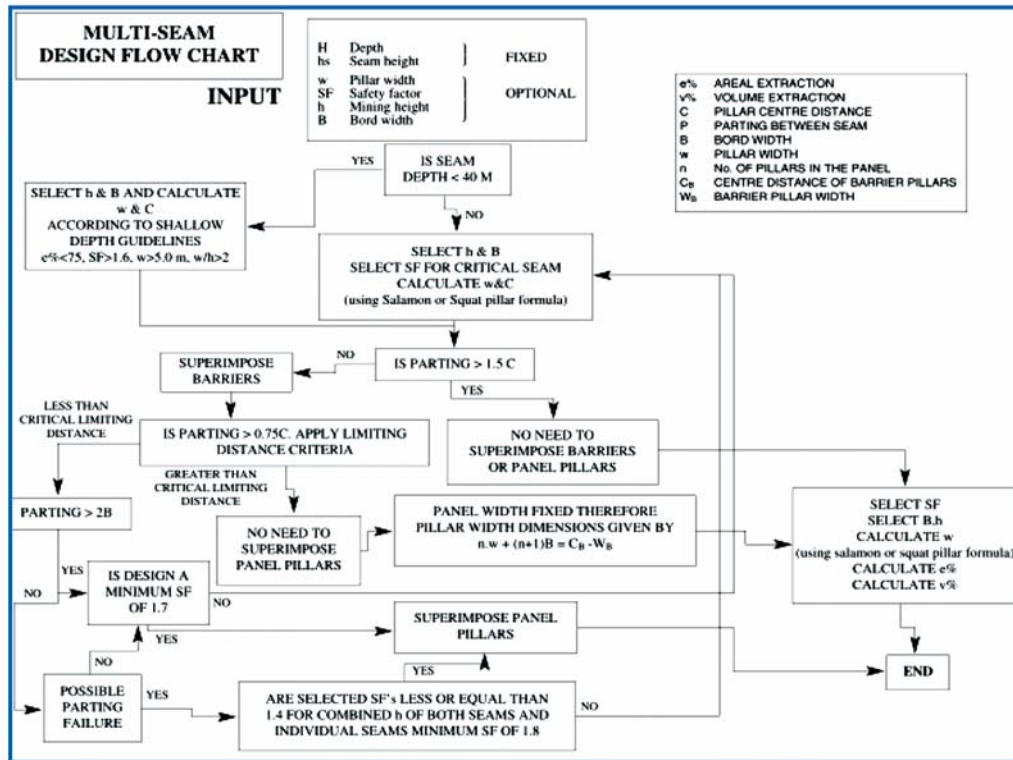 MULTI-SEAM
DESIGN FLOW CHART
INPUT
H Depth
hs Seam height
FIXED
w Pillar width
SF Safety factor
h Mining height
B Bord width
OPTIONAL
e% AREAL EXTRACTION
v% VOLUME EXTRACTION
C PILLAR CENTRE DISTANCE
P PARTING BETWEEN SEAM
B BORD WIDTH
w PILLAR WIDTH
n No. OF PILLARS IN THE PANEL
CB CENTRE DISTANCE OF BARRIER PILLARS
WB BARRIER PILLAR WIDTH
YES
IS SEAM
DEPTH < 40 M
NO
SELECT h & B AND CALCULATE
w & C
ACCORDING TO SHALLOW
DEPTH GUIDELINES
e%<75, SF>1.6, w>5.0 m, w/h>2
SELECT h & B
SELECT SF FOR CRITICAL SEAM
CALCULATE w&C
(using Salamon or Squat pillar formula)
SUPERIMPOSE
BARRIERS
NO
IS PARTING > 1.5 C
YES
LESS THAN
CRITICAL LIMITING
DISTANCE
IS PARTING > 0.75C. APPLY LIMITING
DISTANCE CRITERIA
NO NEED TO
SUPERIMPOSE BARRIERS
OR PANEL PILLARS
GREATER THAN
CRITICAL LIMITING
DISTANCE
PARTING > 2B
NO NEED TO
SUPERIMPOSE
PANEL PILLARS
PANEL WIDTH FIXED THEREFORE
PILLAR WIDTH DIMENSIONS GIVEN BY
n.w + (n+1)B = CB -WB
SELECT SF
SELECT B,h
CALCULATE w
(using salamon or squat pillar formula)
CALCULATE e%
CALCULATE v%
YES
NO
IS DESIGN A
MINIMUM SF
OF 1.7
NO
YES
SUPERIMPOSE PANEL
PILLARS
END
NO
POSSIBLE
PARTING
FAILURE
YES
YES
ARE SELECTED SF's LESS OR EQUAL THAN
1.4 FOR COMBINED h OF BOTH SEAMS AND
INDIVIDUAL SEAMS MINIMUM SF OF 1.8
NO